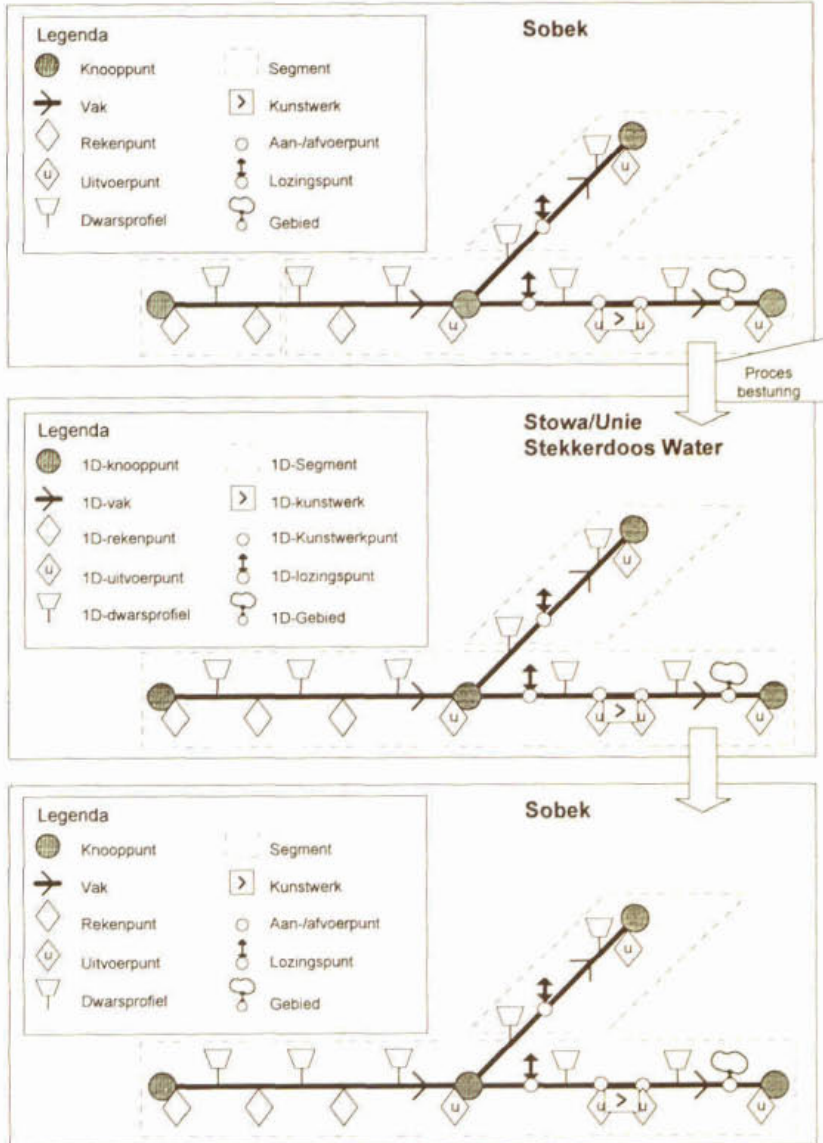 Sobek
Legenda
Knooppunt
Segment
Vak
>
Kunstwerk
Rekenpunt
Aan-/afvoerpunt
u
Uitvoerpunt
Lozingspunt
Dwarsprofiel
Gebied
u
u
u
>
u
u
Proces
besturing
Stowa/Unie
Stekkerdoos Water
Legenda
1D-knooppunt
1D-Segment
1D-vak
>
1D-kunstwerk
1D-rekenpunt
1D-Kunstwerkpunt
u
1D-uitvoerpunt
1D-lozingspunt
1D-dwarsprofiel
1D-Gebied
u
u
u
>
u
u
Sobek
Legenda
Knooppunt
Segment
Vak
>
Kunstwerk
Rekenpunt
Aan-/afvoerpunt
u
Uitvoerpunt
Lozingspunt
Dwarsprofiel
Gebied
u
u
u
>
u
u